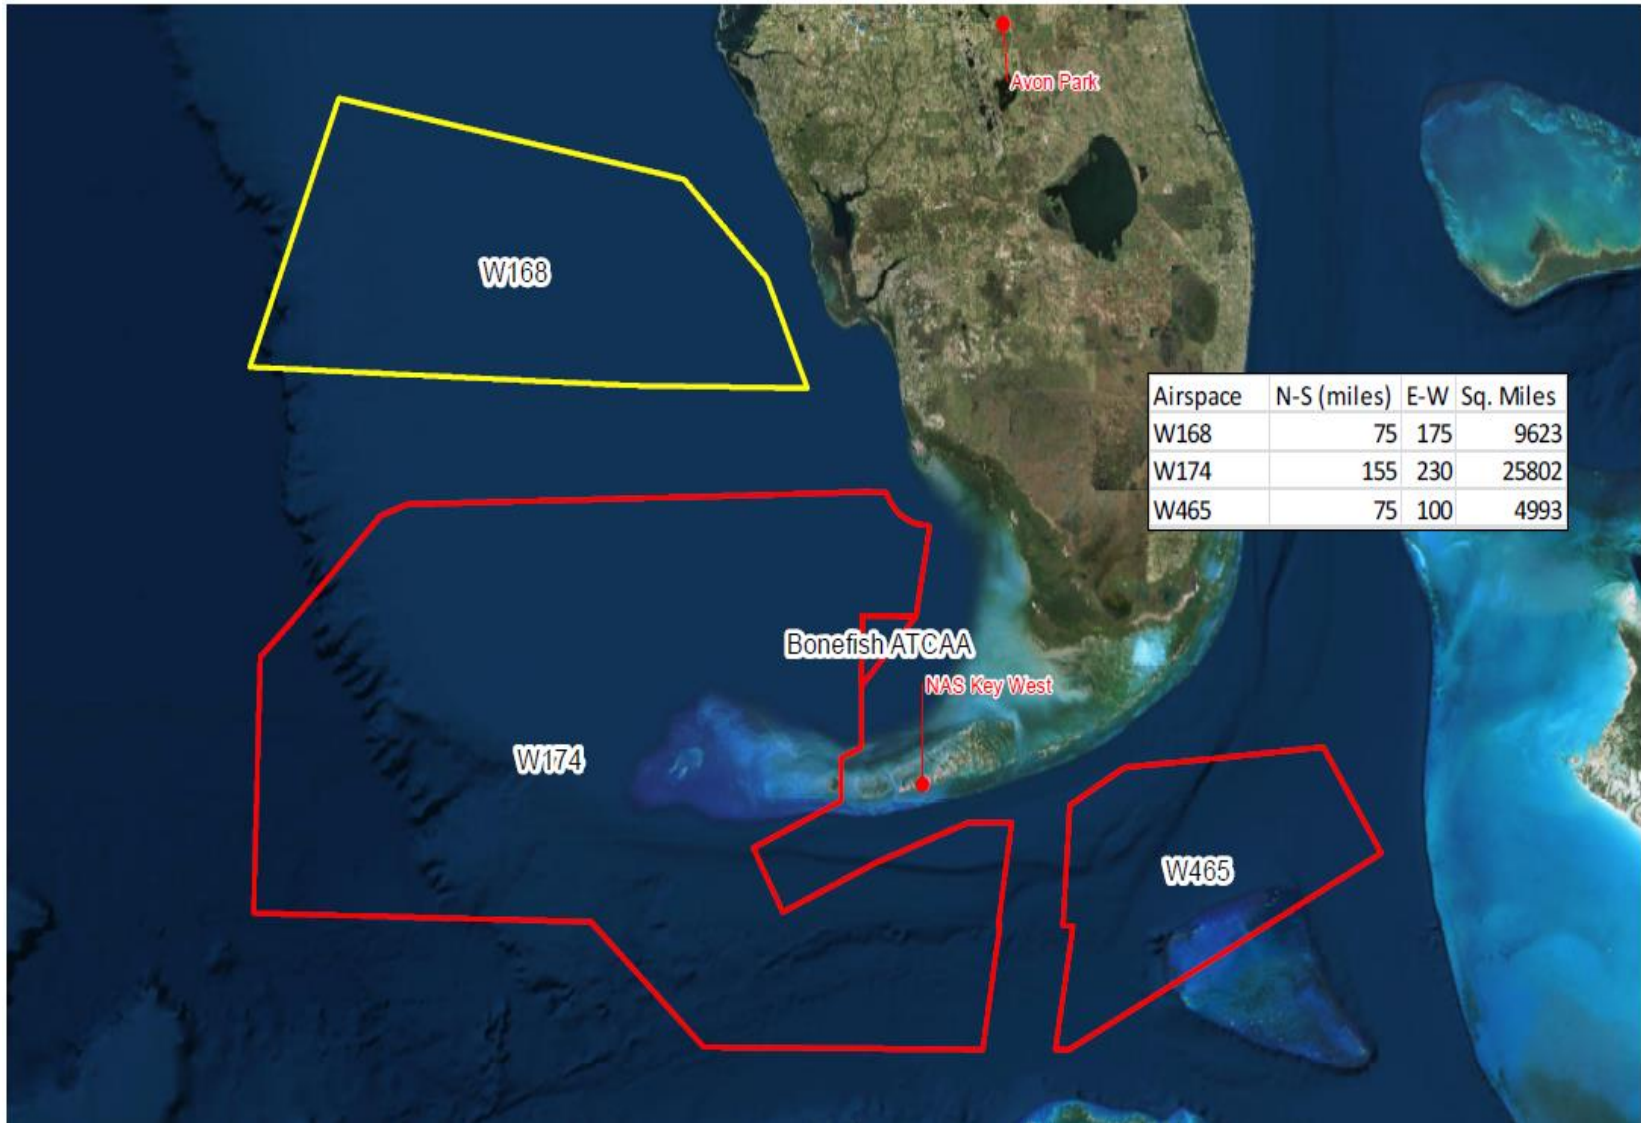 Avon Park
W168
Airspace N-S (miles) E-W Sq. Miles
W168 75 175 9623
W174 155 230 25802
W465 75 100 4993
Bonefish ATCAA
NAS Key West
W174
W465